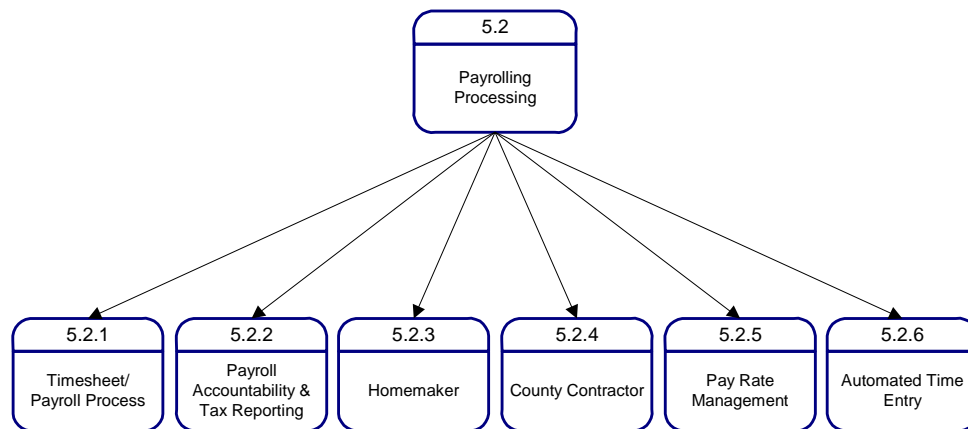 5.2
Payrolling
Processing
5.2.1
Timesheet/
Payroll Process
5.2.2
Payroll
Accountability &
Tax Reporting
5.2.3
Homemaker
5.2.4
County Contractor
5.2.5
Pay Rate
Management
5.2.6
Automated Time
Entry